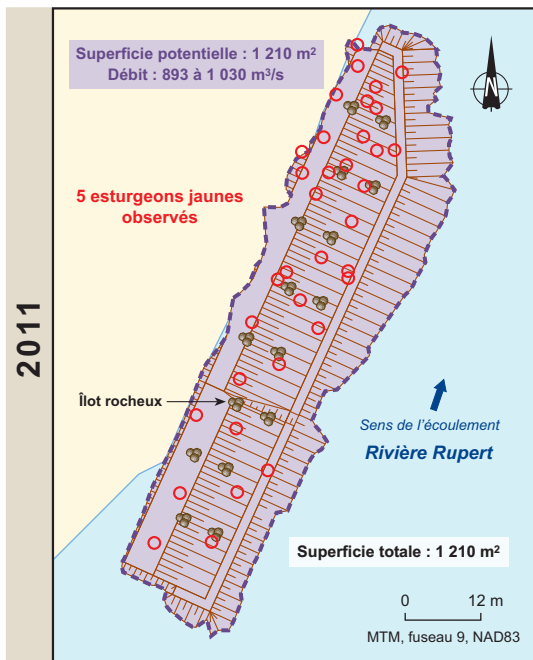 Superficie potentielle : 1 210 m²
Débit : 893 à 1 030 m³/s
N
5 esturgeons jaunes
observés
2011
Îlot rocheux
Sens de l'écoulement
Rivière Rupert
Superficie totale : 1 210 m²
0 12 m
MTM, fuseau 9, NAD83